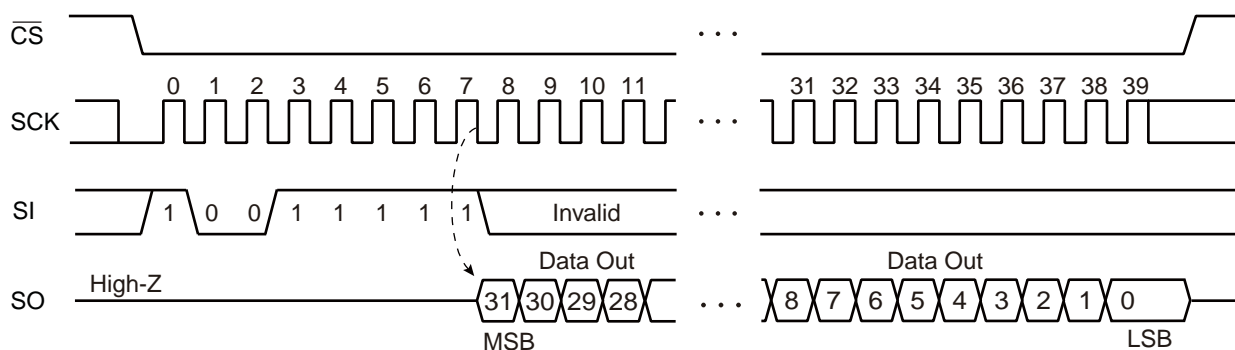 CS
· · ·
0 1 2 3 4 5 6 7 8 9 10 11 31 32 33 34 35 36 37 38 39
SCK
· · ·
SI 1 0 0 1 1 1 1 1 Invalid · · ·
High-Z Data Out Data Out
SO 31 30 29 28 · · · 8 7 6 5 4 3 2 1 0
MSB LSB